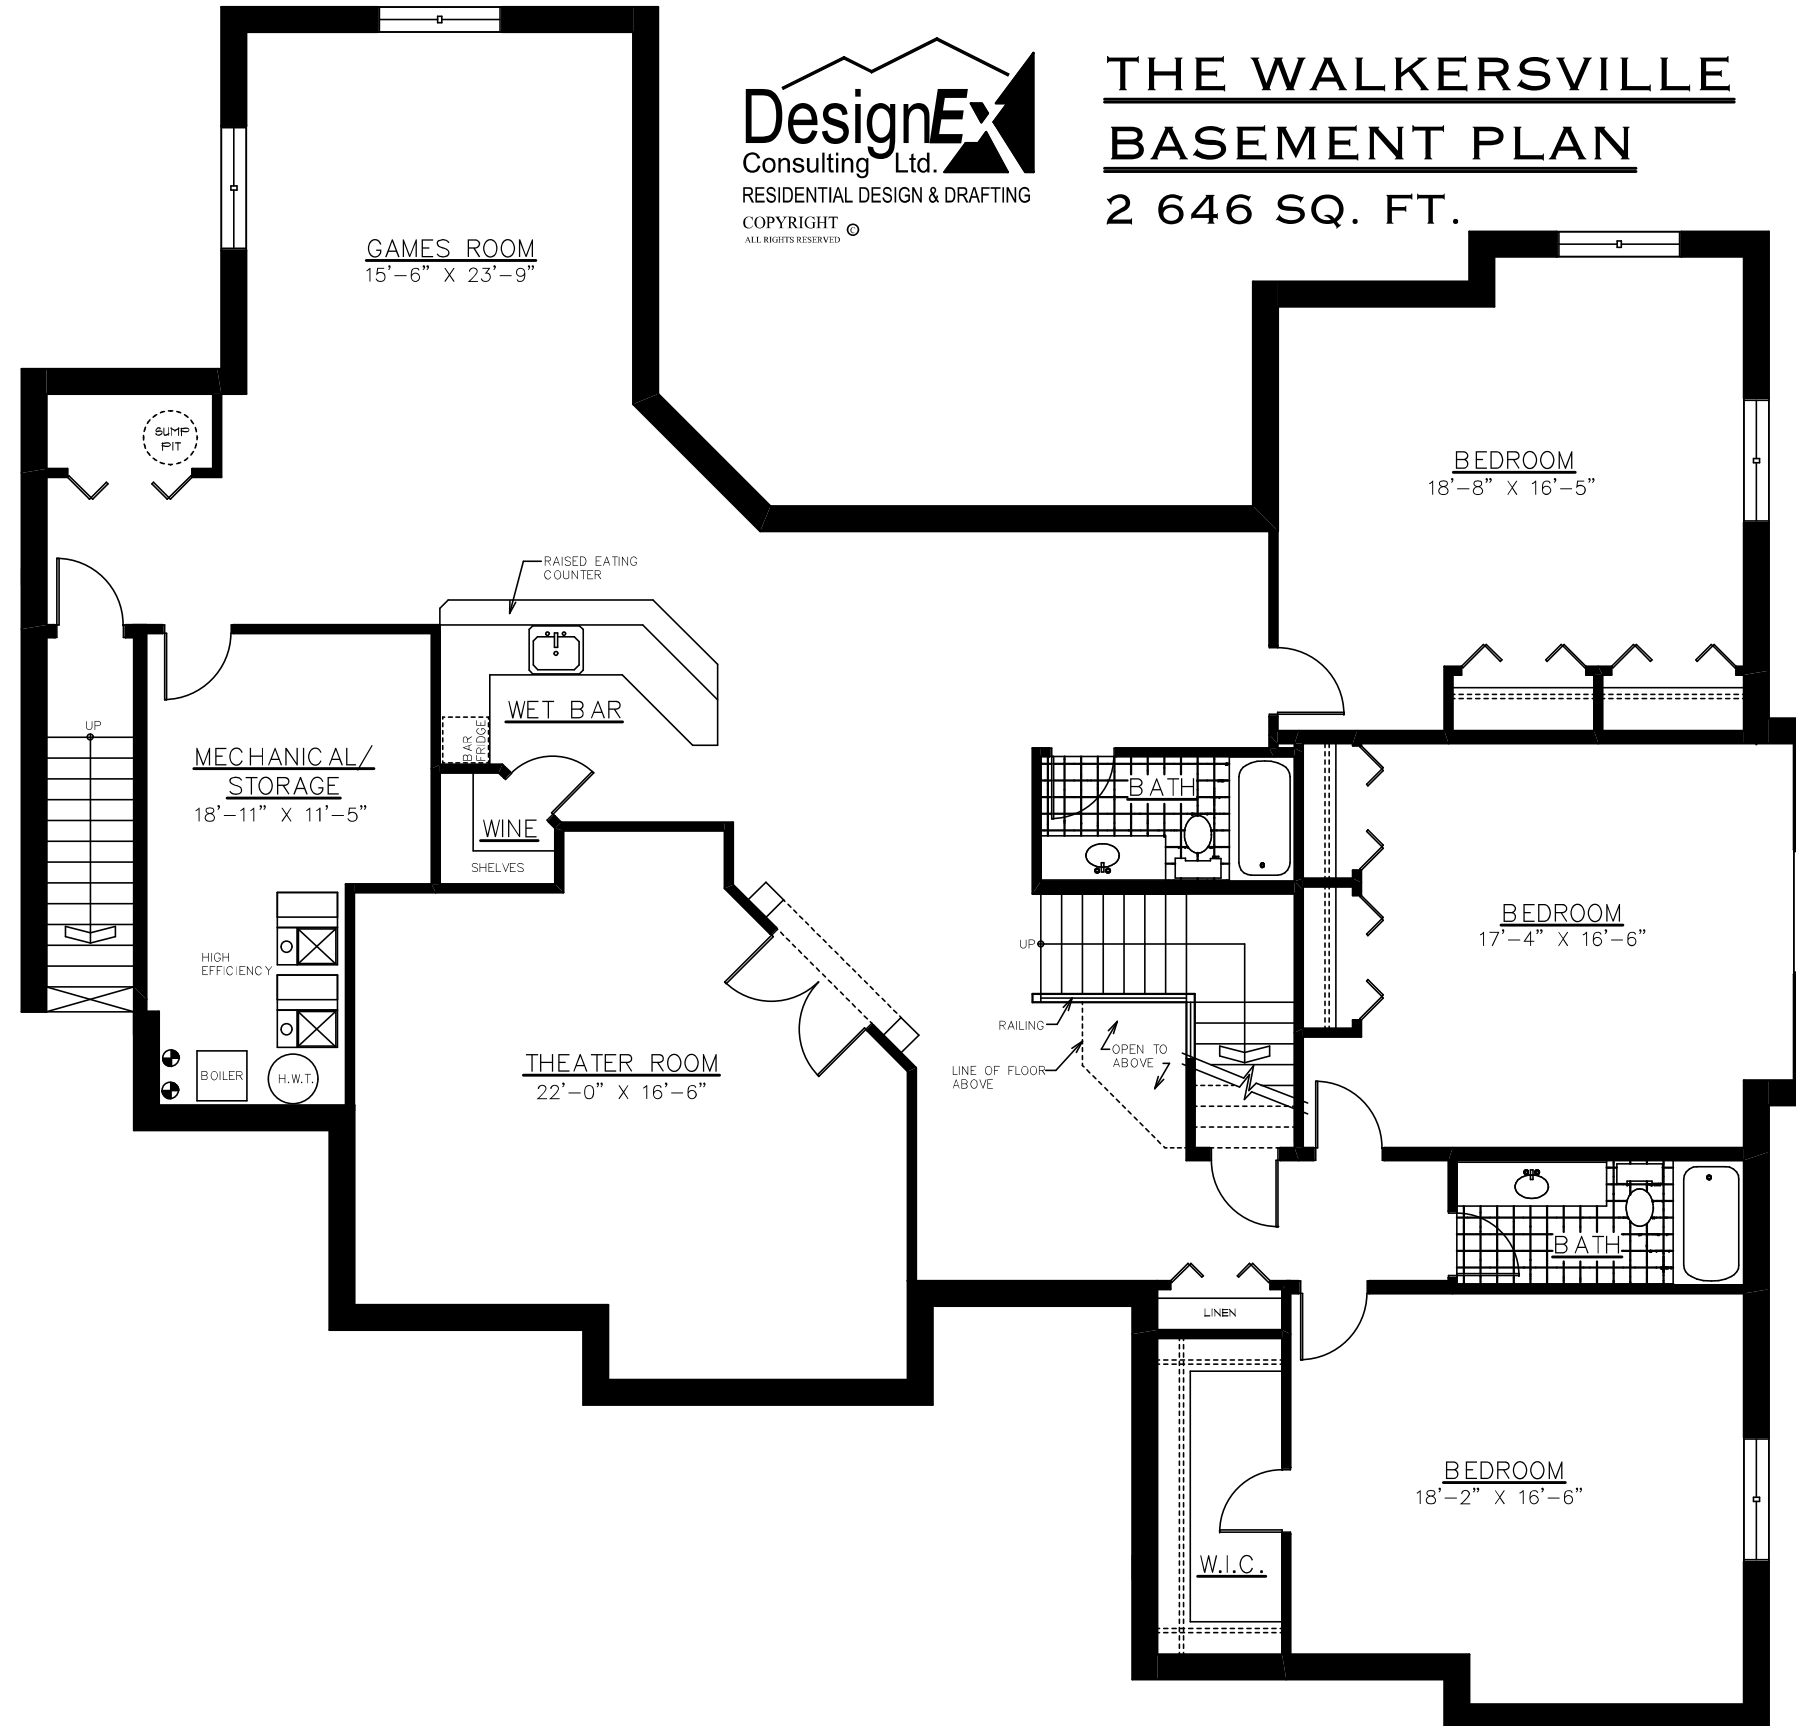 THE WALKERSVILLE
BASEMENT PLAN
2 646 SQ. FT.
DesignEx
Consulting Ltd.
RESIDENTIAL DESIGN & DRAFTING
COPYRIGHT ©
ALL RIGHTS RESERVED
GAMES ROOM
15'-6" X 23'-9"
SUMP
PIT
BEDROOM
18'-8" X 16'-5"
RAISED EATING
COUNTER
WET BAR
BAR
FRIDGE
UP
MECHANICAL/
STORAGE
18'-11" X 11'-5"
WINE
SHELVES
BATH
BEDROOM
17'-4" X 16'-6"
HIGH
EFFICIENCY
UP
RAILING
OPEN TO
ABOVE
LINE OF FLOOR
ABOVE
THEATER ROOM
22'-0" X 16'-6"
BOILER
H.W.T.
BATH
LINEN
BEDROOM
18'-2" X 16'-6"
W.I.C.